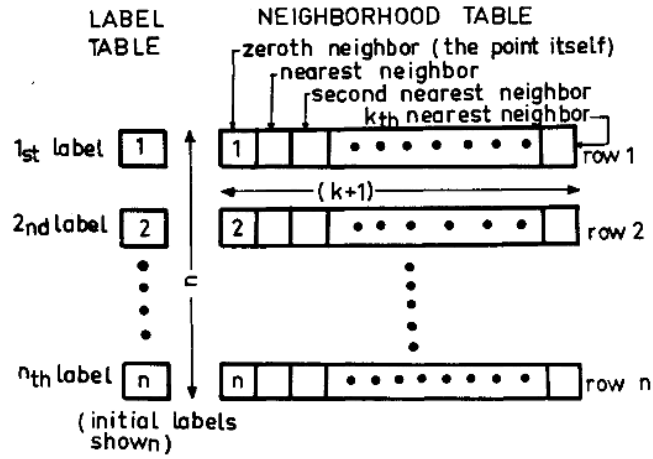 LABEL TABLE
NEIGHBORHOOD TABLE
zeroth neighbor (the point itself)
nearest neighbor
second nearest neighbor
kth nearest neighbor
1st label 1 1 row 1
(k+1)
2nd label 2 2 row 2
n
nth label n n row n
(initial labels
shown)